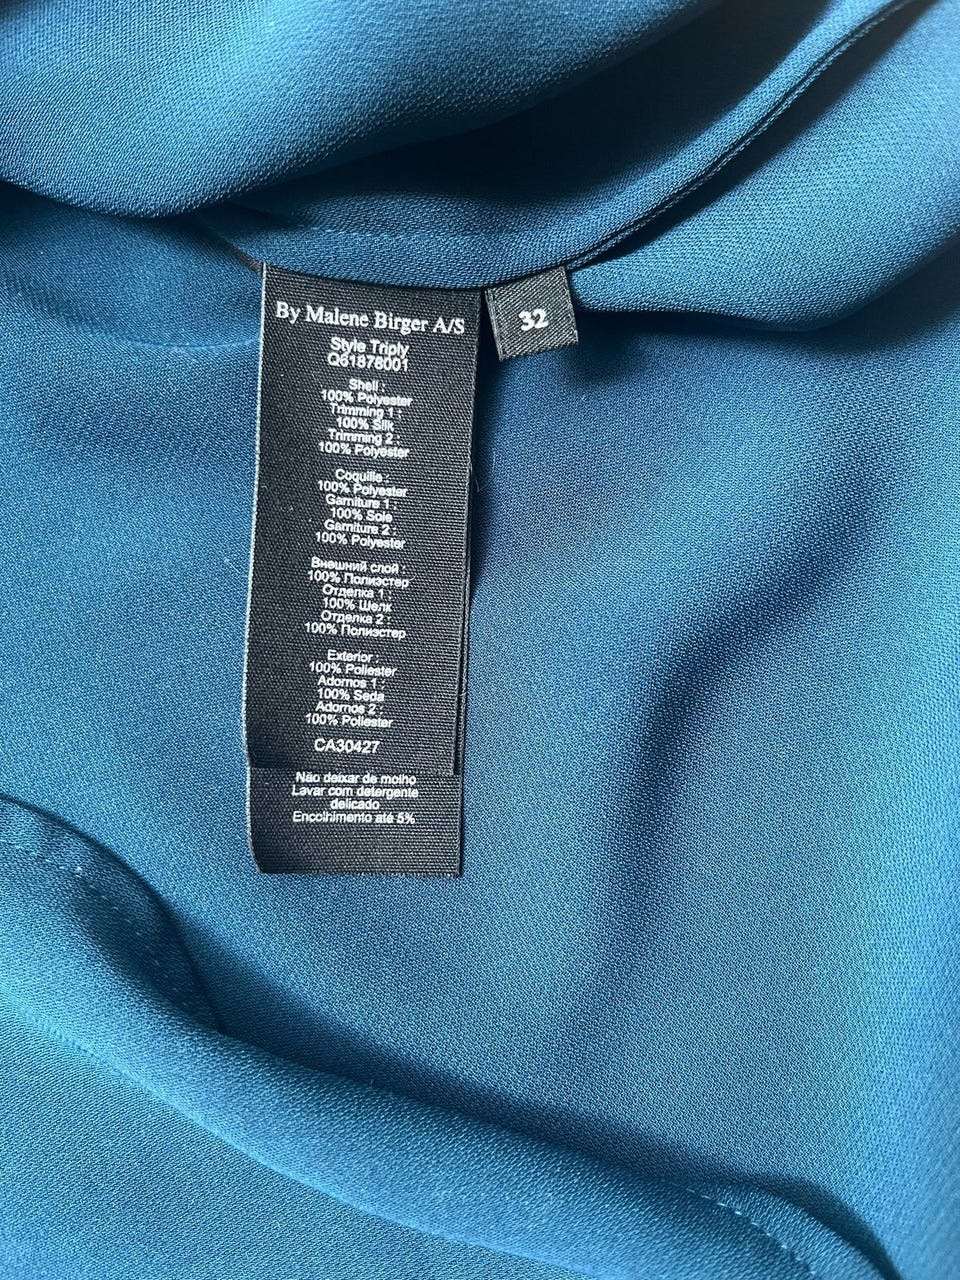 By Malene Birger A/S
Style Triply
Q61878001
Shell :
100% Polyester
Trimming 1 :
100% Silk
Trimming 2 :
100% Polyester
Coquille :
100% Polyester
Garniture 1 :
100% Soie
Garniture 2 :
100% Polyester
Внешний слой :
100% Полиэстер
Отделка 1 :
100% Шелк
Отделка 2 :
100% Полиэстер
Exterior :
100% Poliester
Adornos 1 :
100% Seda
Adornos 2 :
100% Poliester
CA30427
Não deixar de molho
Lavar com detergente
delicado
Encolhimento até 5%
32